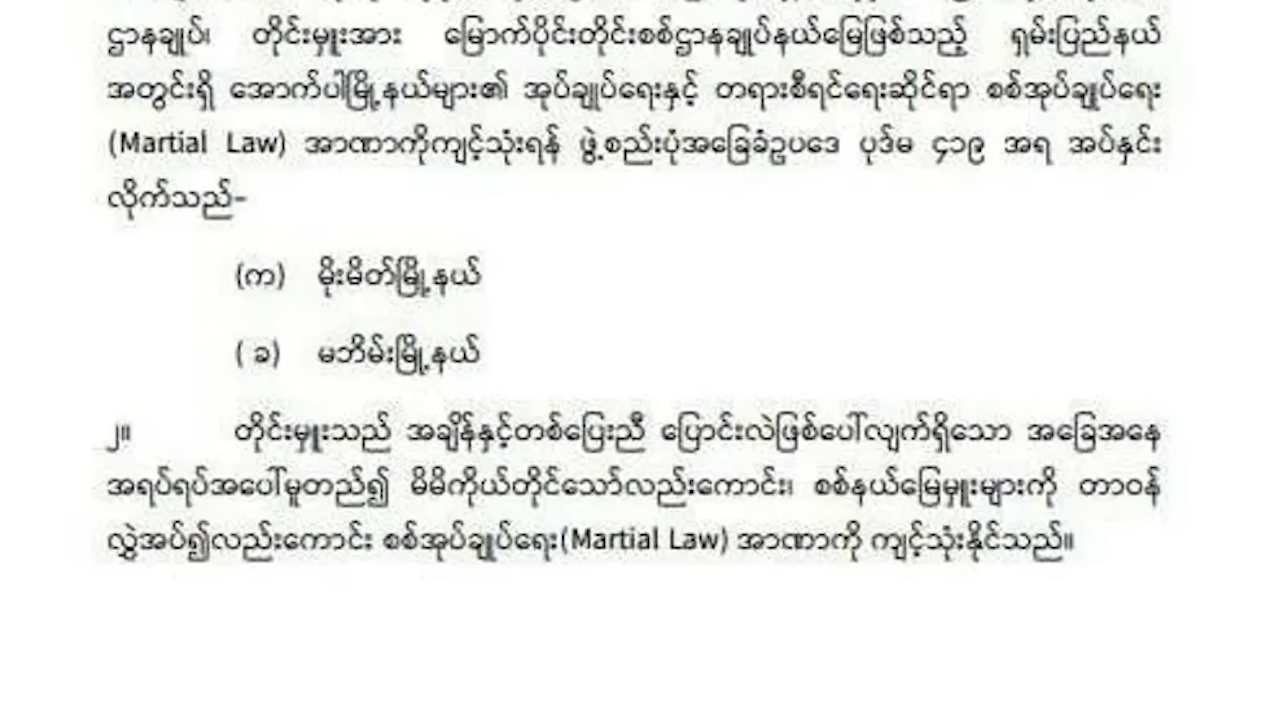 ဌာနချုပ်၊ တိုင်းမှူးအား မြောက်ပိုင်းတိုင်းစစ်ဌာနချုပ်နယ်မြေဖြစ်သည့် ရှမ်းပြည်နယ်
အတွင်းရှိ အောက်ပါမြို့နယ်များ၏ အုပ်ချုပ်ရေးနှင့် တရားစီရင်ရေးဆိုင်ရာ စစ်အုပ်ချုပ်ရေး
(Martial Law) အာဏာကိုကျင့်သုံးရန် ဖွဲ့စည်းပုံအခြေခံဥပဒေ ပုဒ်မ ၄၁၉ အရ အပ်နှင်း
လိုက်သည်-
(က) မိုးမိတ်မြို့နယ်
( ခ) မဘိမ်းမြို့နယ်
၂။ တိုင်းမှူးသည် အချိန်နှင့်တစ်ပြေးညီ ပြောင်းလဲဖြစ်ပေါ်လျက်ရှိသော အခြေအနေ
အရပ်ရပ်အပေါ်မူတည်၍ မိမိကိုယ်တိုင်သော်လည်းကောင်း၊ စစ်နယ်မြေမှူးများကို တာဝန်
လွှဲအပ်၍လည်းကောင်း စစ်အုပ်ချုပ်ရေး(Martial Law) အာဏာကို ကျင့်သုံးနိုင်သည်။